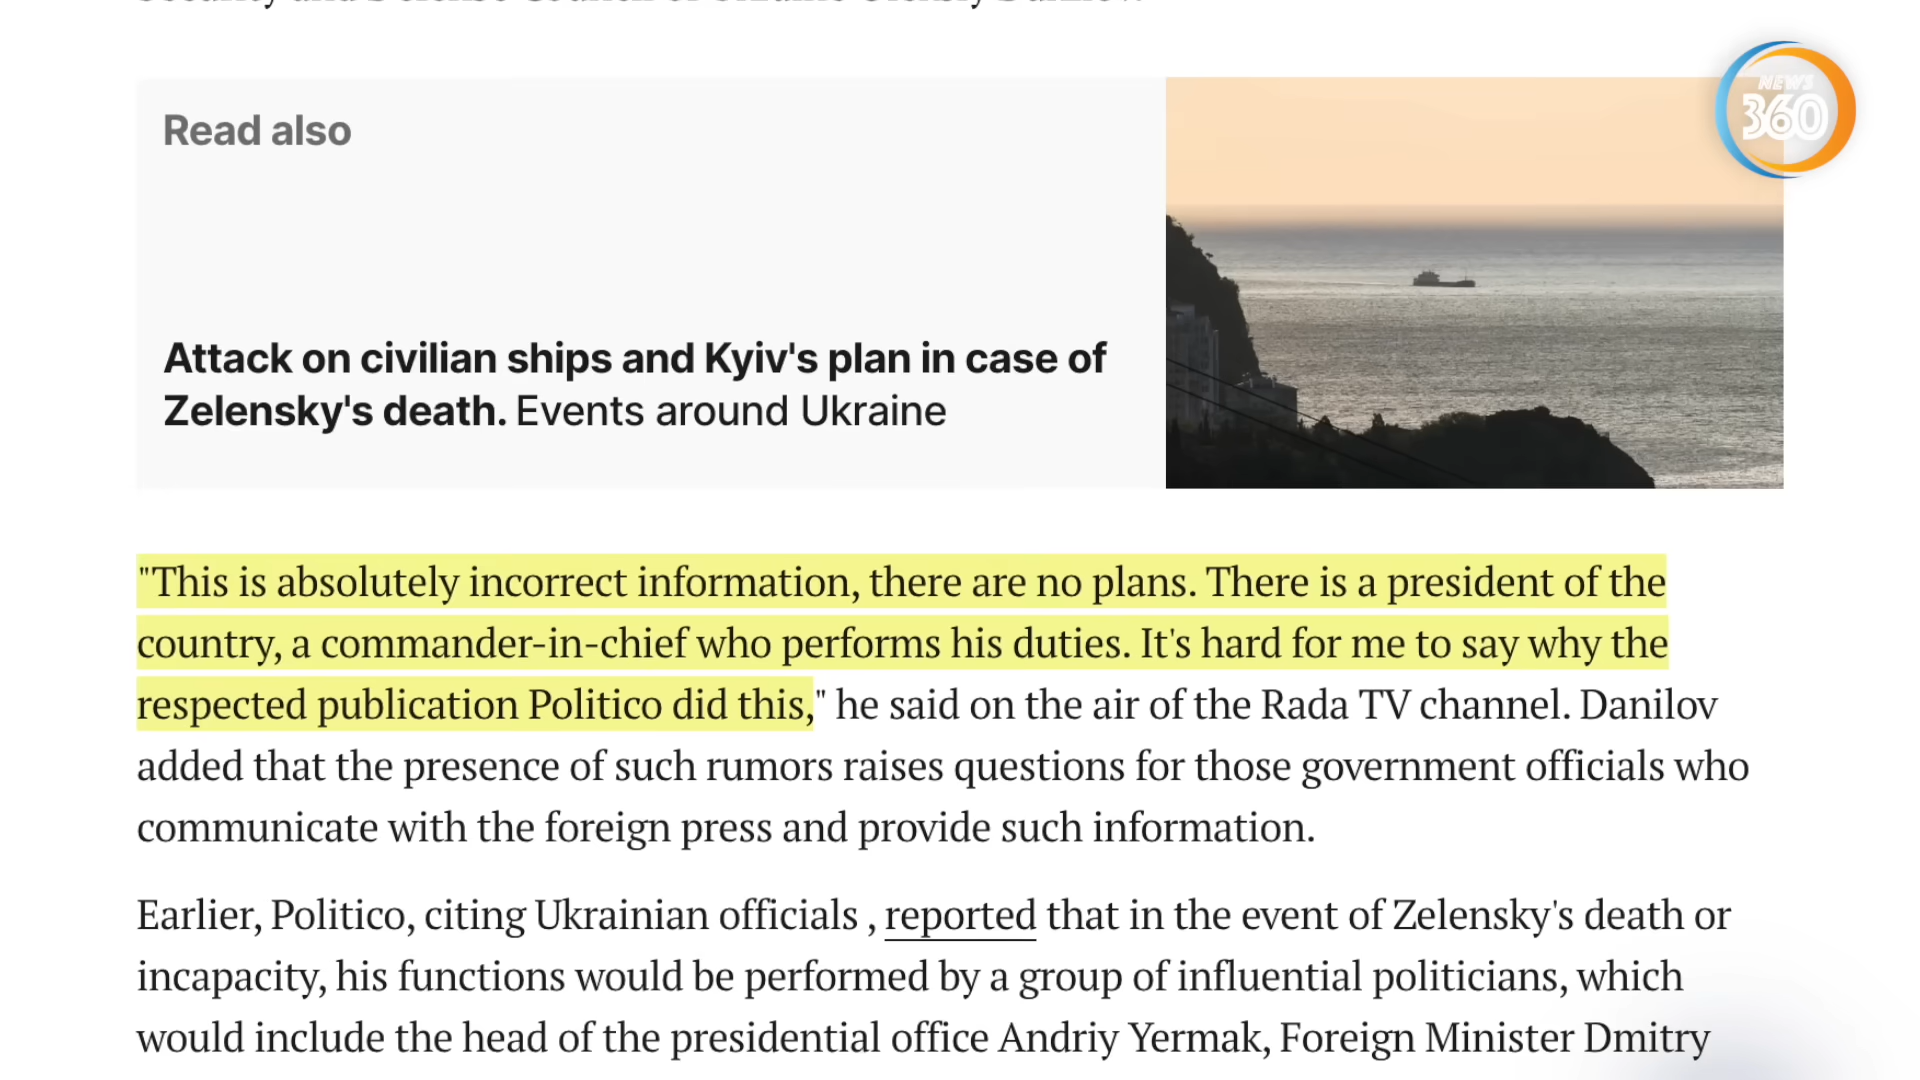 NEWS
360
Read also
Attack on civilian ships and Kyiv's plan in case of
Zelensky's death. Events around Ukraine
"This is absolutely incorrect information, there are no plans. There is a president of the
country, a commander-in-chief who performs his duties. It's hard for me to say why the
respected publication Politico did this," he said on the air of the Rada TV channel. Danilov
added that the presence of such rumors raises questions for those government officials who
communicate with the foreign press and provide such information.
Earlier, Politico, citing Ukrainian officials , reported that in the event of Zelensky's death or
incapacity, his functions would be performed by a group of influential politicians, which
would include the head of the presidential office Andriy Yermak, Foreign Minister Dmitry